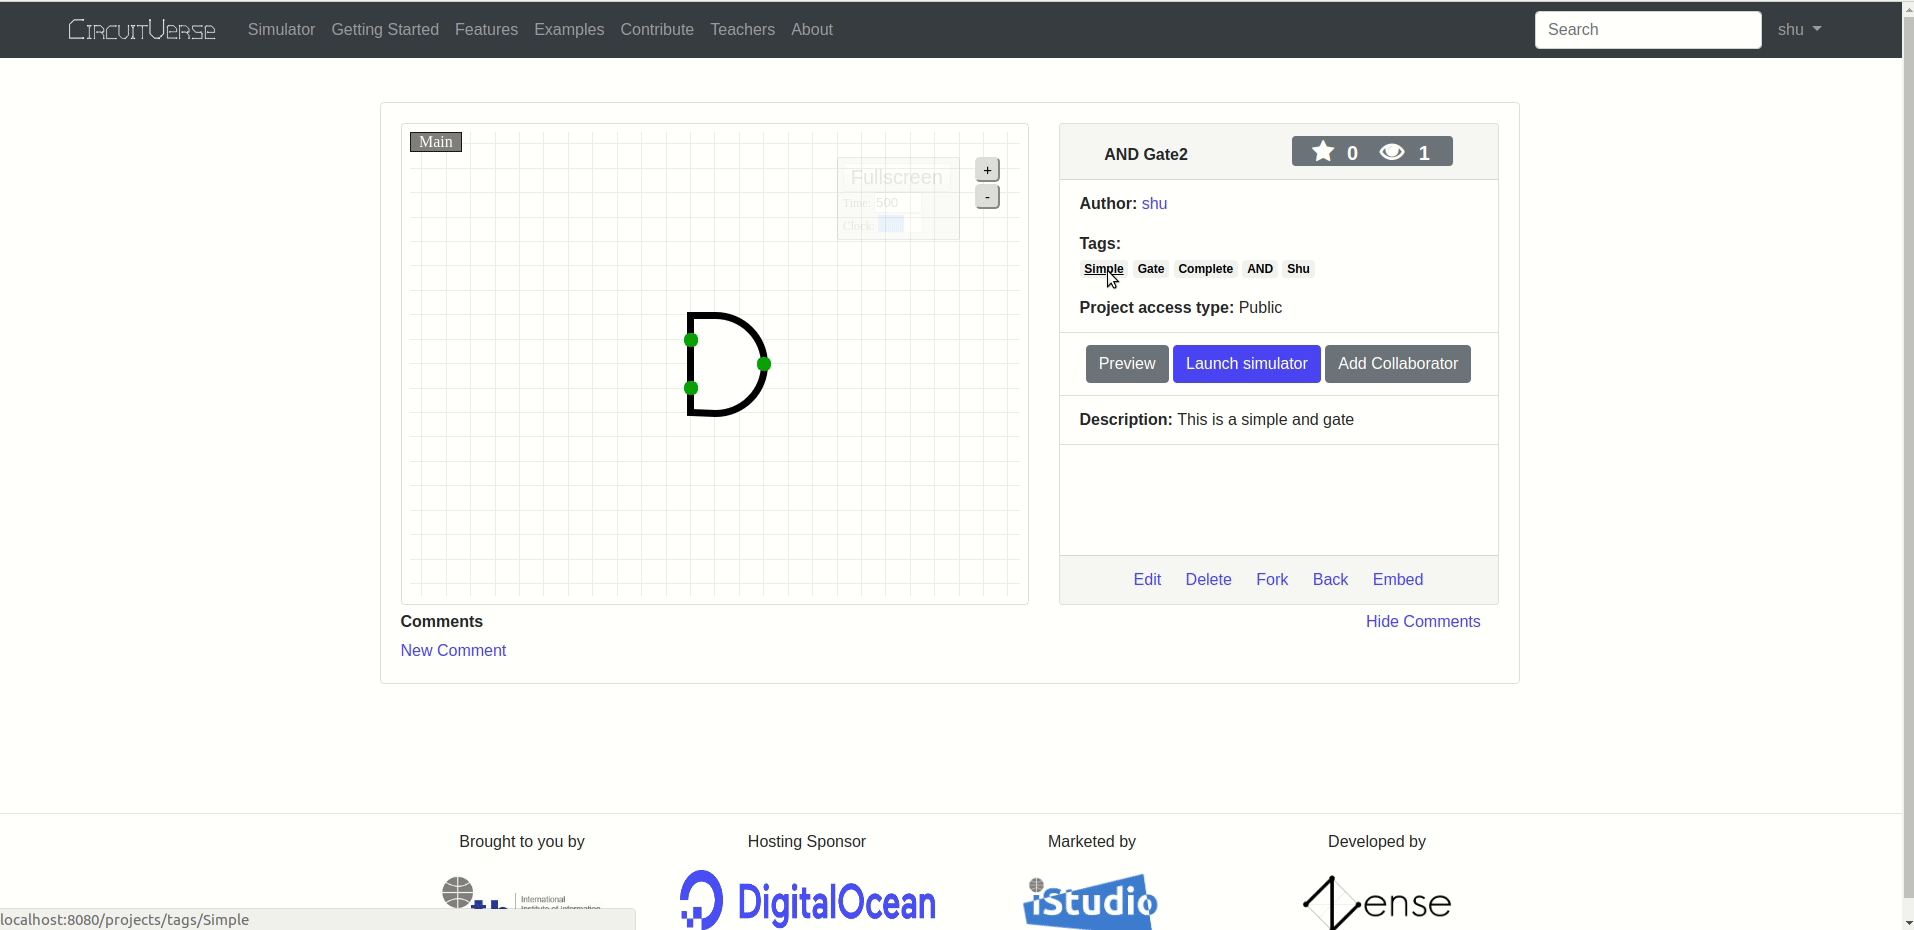 CircuitVerse Simulator Getting Started Features Examples Contribute Teachers About Search shu
Main
Fullscreen
Time: 500
Clock:
+
-
AND Gate2 0 1
Author: shu
Tags:
Simple Gate Complete AND Shu
Project access type: Public
Preview Launch simulator Add Collaborator
Description: This is a simple and gate
Edit Delete Fork Back Embed
Comments Hide Comments
New Comment
Brought to you by Hosting Sponsor Marketed by Developed by
International
Institute of Information
DigitalOcean
iStudio
ense
localhost:8080/projects/tags/Simple